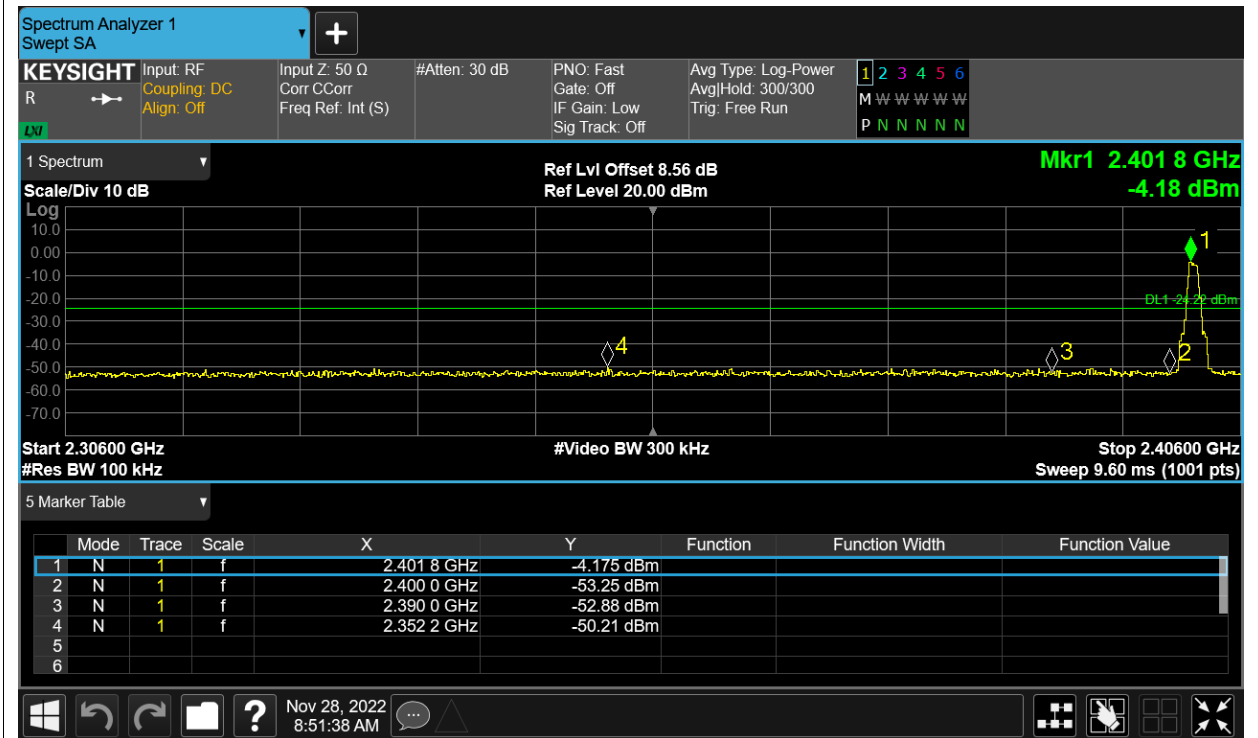 Spectrum Analyzer 1
Swept SA
KEYSIGHT Input: RF Input Z: 50 Ω #Atten: 30 dB PNO: Fast Avg Type: Log-Power 1 2 3 4 5 6
R Coupling: DC Corr CCorr Gate: Off Avg|Hold: 300/300 M W W W W W
Align: Off Freq Ref: Int (S) IF Gain: Low Trig: Free Run
LXI Sig Track: Off P N N N N N
1 Spectrum Ref Lvl Offset 8.56 dB Mkr1 2.401 8 GHz
Scale/Div 10 dB Ref Level 20.00 dBm -4.18 dBm
Log
10.0
1
0.00
-10.0
-20.0 DL1 -24.22 dBm
-30.0
-40.0 4 3 2
-50.0
-60.0
-70.0
Start 2.30600 GHz #Video BW 300 kHz Stop 2.40600 GHz
#Res BW 100 kHz Sweep 9.60 ms (1001 pts)
5 Marker Table
Mode Trace Scale X Y Function Function Width Function Value
1 N 1 f 2.401 8 GHz -4.175 dBm
2 N 1 f 2.400 0 GHz -53.25 dBm
3 N 1 f 2.390 0 GHz -52.88 dBm
4 N 1 f 2.352 2 GHz -50.21 dBm
5
6
? Nov 28, 2022
8:51:38 AM